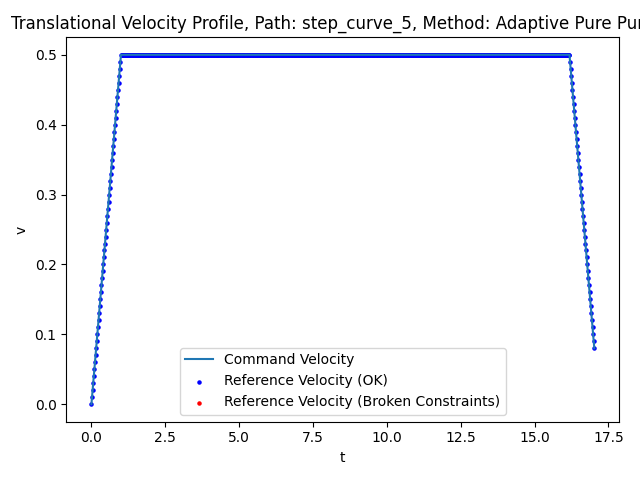 Translational Velocity Profile, Path: step_curve_5, Method: Adaptive Pure Pur
0.5
0.4
0.3
0.2
0.1
0.0
v
Command Velocity
Reference Velocity (OK)
Reference Velocity (Broken Constraints)
0.0 2.5 5.0 7.5 10.0 12.5 15.0 17.5
t